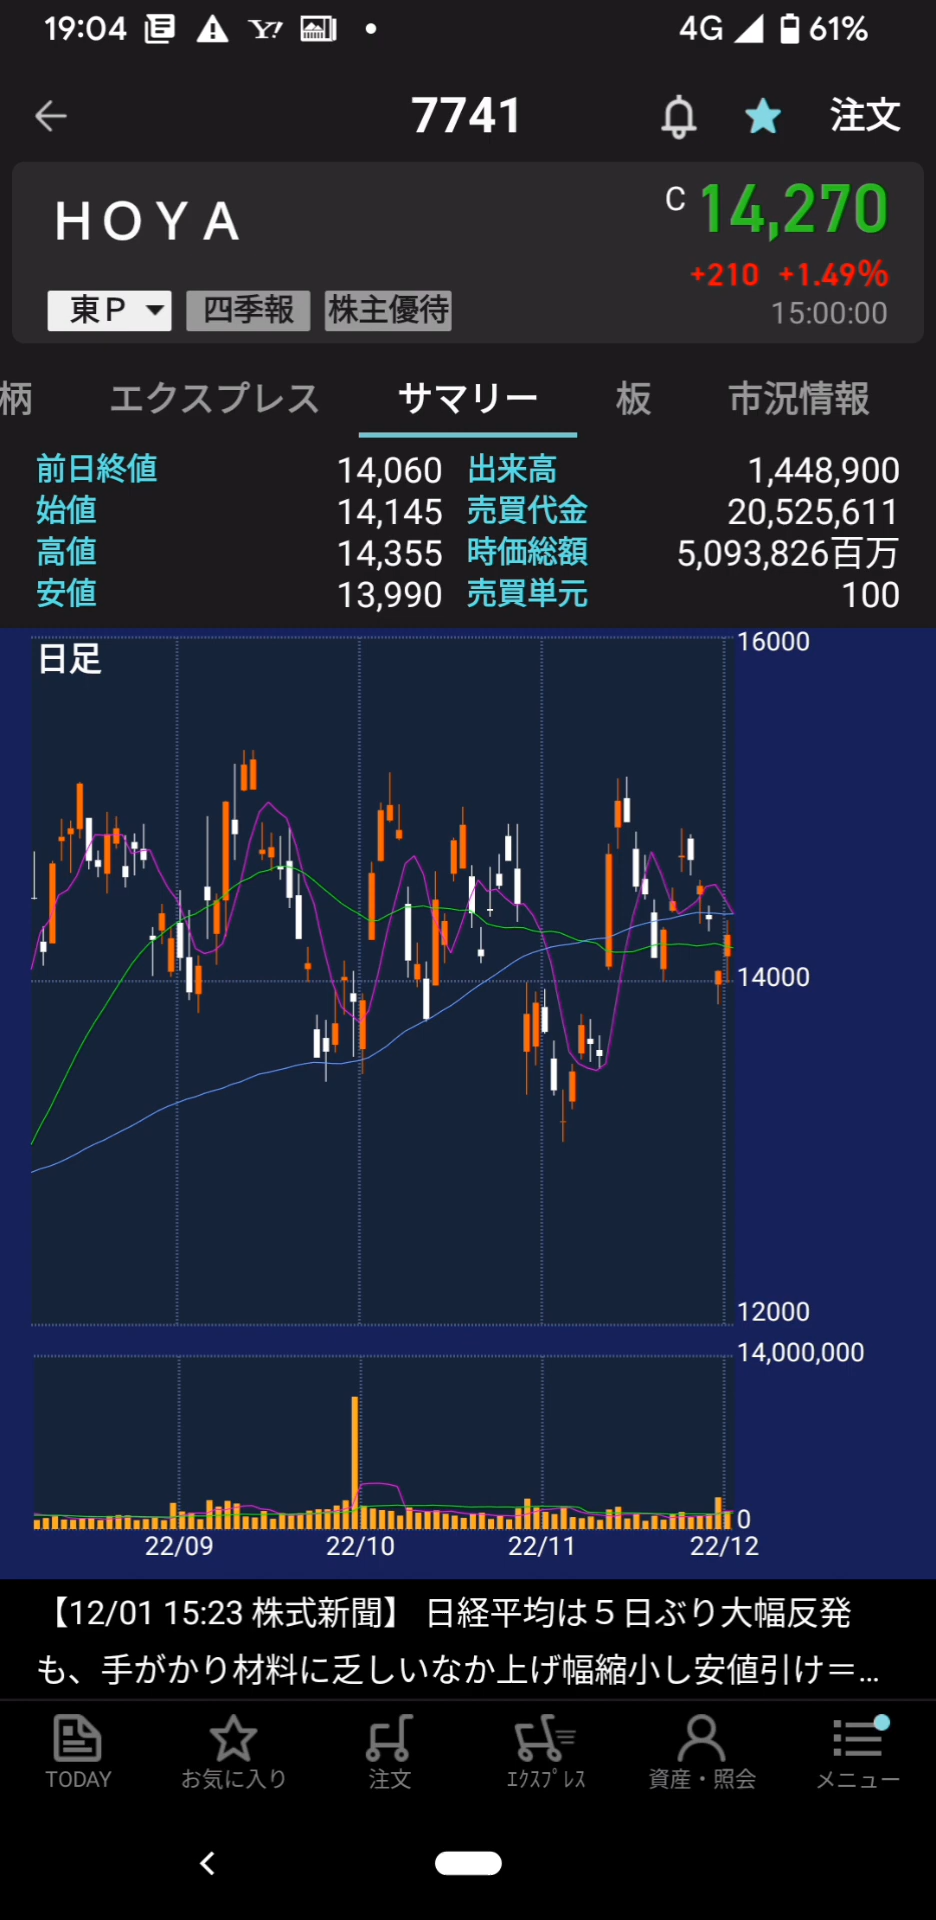 19:04 Y! 4G 61%
7741 注文
HOYA C 14,270
+210 +1.49%
東P 四季報 株主優待 15:00:00
柄 エクスプレス サマリー 板 市況情報
前日終値 14,060 出来高 1,448,900
始値 14,145 売買代金 20,525,611
高値 14,355 時価総額 5,093,826百万
安値 13,990 売買単元 100
日足 16000
14000
12000
14,000,000
0
22/09 22/10 22/11 22/12
【12/01 15:23 株式新聞】 日経平均は５日ぶり大幅反発
も、手がかり材料に乏しいなか上げ幅縮小し安値引け＝...
TODAY お気に入り 注文 ｴｸｽﾌﾟﾚｽ 資産・照会 メニュー